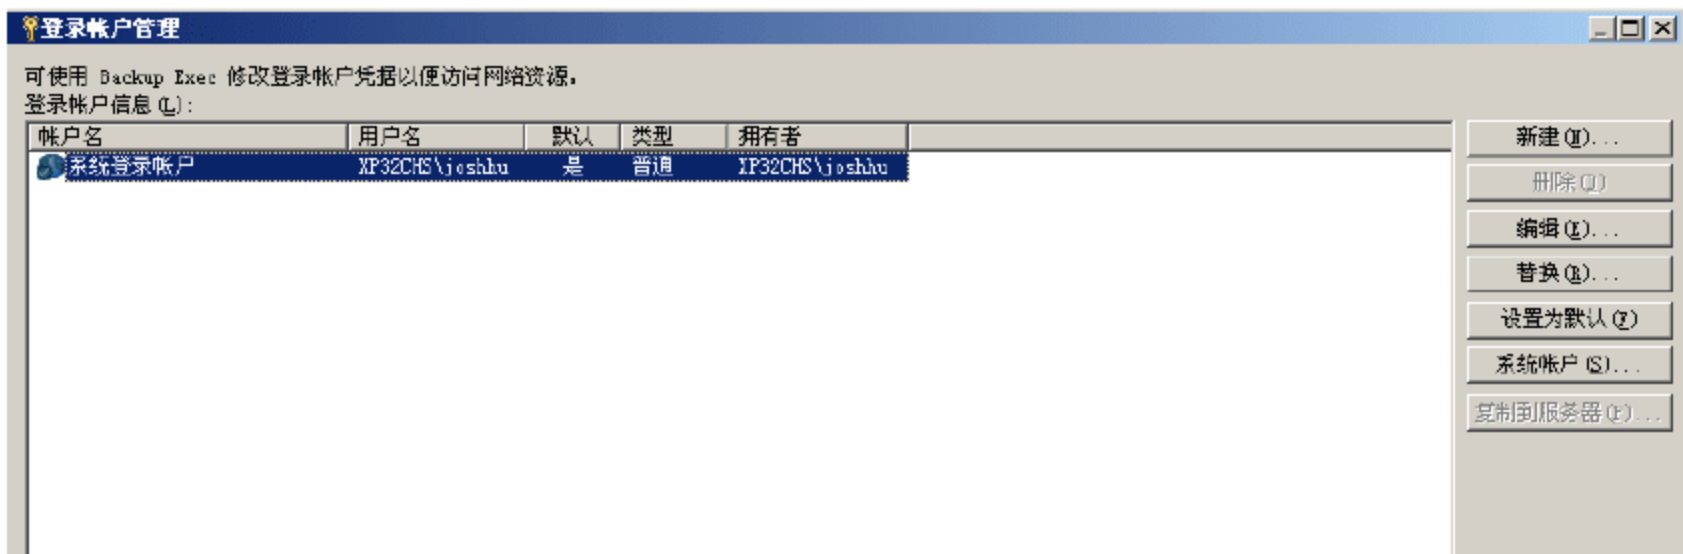 登录帐户管理
可使用 Backup Exec 修改登录帐户凭据以便访问网络资源。
登录帐户信息(L):
帐户名 用户名 默认 类型 拥有者
系统登录帐户 XP32CHS\joshhu 是 普通 XP32CHS\joshhu
新建(N)...
删除(D)
编辑(E)...
替换(R)...
设置为默认(F)
系统帐户(S)...
复制到服务器(P)...